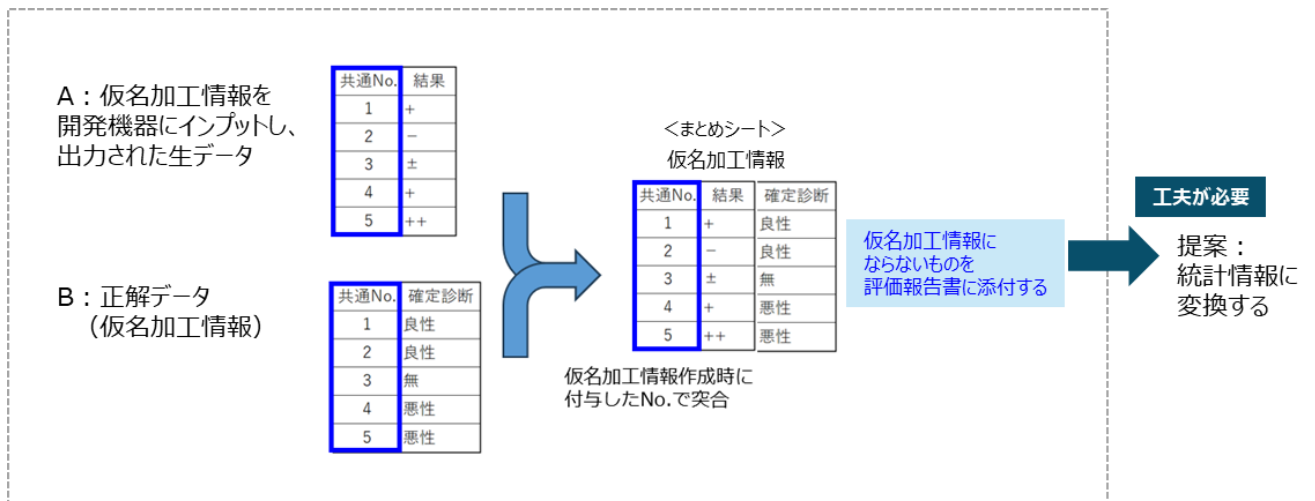 A：仮名加工情報を
開発機器にインプットし、
出力された生データ
共通No. 結果
1 +
2 −
3 ±
4 +
5 ++
B：正解データ
（仮名加工情報）
共通No. 確定診断
1 良性
2 良性
3 無
4 悪性
5 悪性
＜まとめシート＞
仮名加工情報
共通No. 結果 確定診断
1 + 良性
2 − 良性
3 ± 無
4 + 悪性
5 ++ 悪性
仮名加工情報作成時に
付与したNo.で突合
仮名加工情報に
ならないものを
評価報告書に添付する
工夫が必要
提案：
統計情報に
変換する